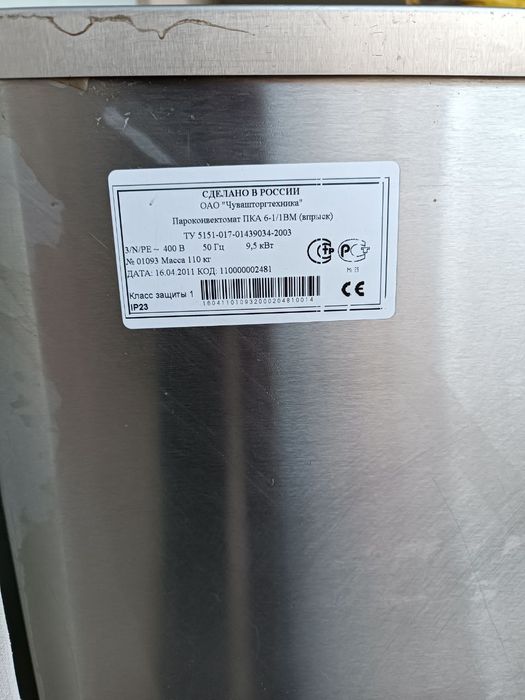 СДЕЛАНО В РОССИИ
ОАО "Чувашторгтехника"
Пароконвектомат ПКА 6-1/1ВМ (впрыск)
ТУ 5151-017-01439034-2003
3/N/PE ~ 400 В 50 Гц 9,5 кВт
№ 01093 Масса 110 кг
ДАТА: 16.04.2011 КОД: 110000002481
Класс защиты 1
IP23
160411010932000204810014
CE